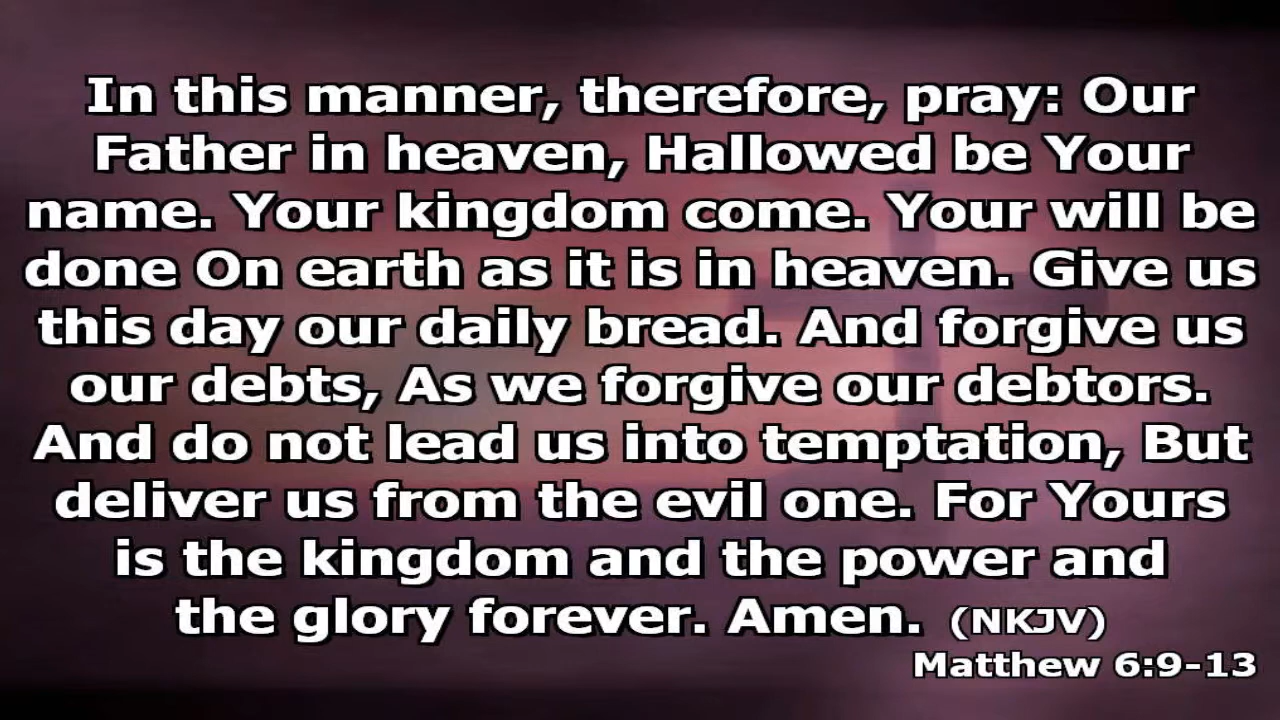 In this manner, therefore, pray: Our
Father in heaven, Hallowed be Your
name. Your kingdom come. Your will be
done On earth as it is in heaven. Give us
this day our daily bread. And forgive us
our debts, As we forgive our debtors.
And do not lead us into temptation, But
deliver us from the evil one. For Yours
is the kingdom and the power and
the glory forever. Amen. (NKJV)
Matthew 6:9-13